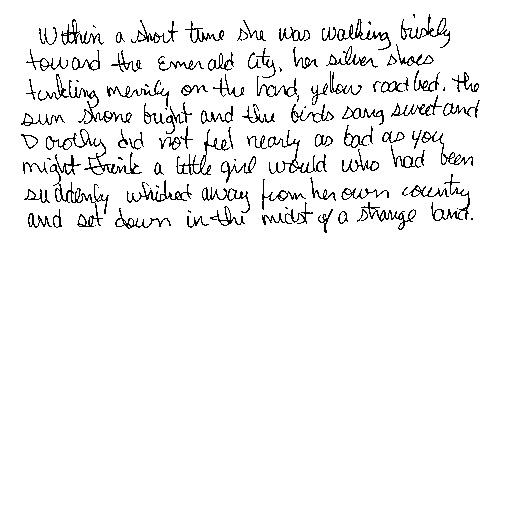 Within a short time she was walking briskly
toward the Emerald City, her silver shoes
tinkling merrily on the hard, yellow roadbed. The
sun shone bright and the birds sang sweet and
Dorothy did not feel nearly as bad as you
might think a little girl would who had been
suddenly whisked away from her own country
and set down in the midst of a strange land.